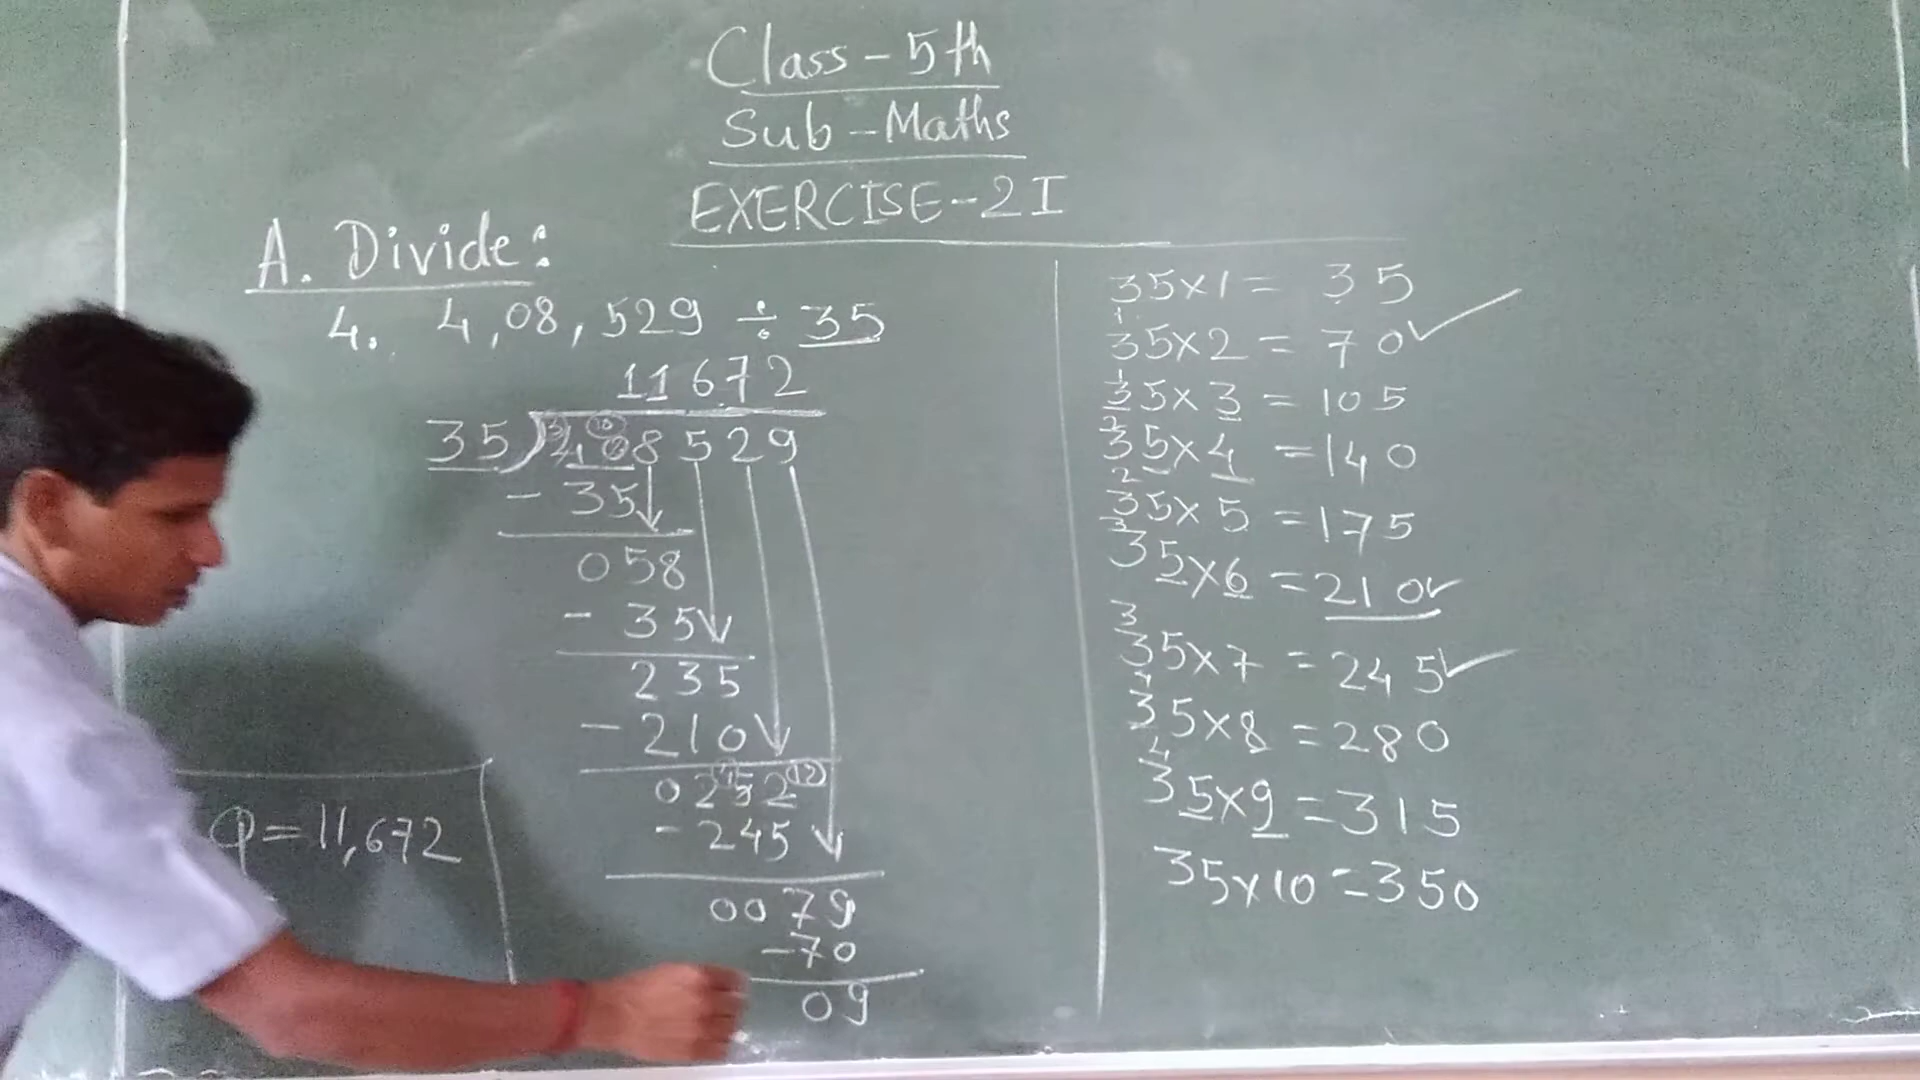 Class - 5th
Sub - Maths
EXERCISE - 2I
A. Divide:
4. 4,08,529 ÷ 35
11672
35)408529
- 35
058
- 35
235
- 210
0252
- 245
0079
- 70
09
Q = 11,672
35×1 = 35
35×2 = 70
35×3 = 105
35×4 = 140
35×5 = 175
35×6 = 210
35×7 = 245
35×8 = 280
35×9 = 315
35×10 = 350